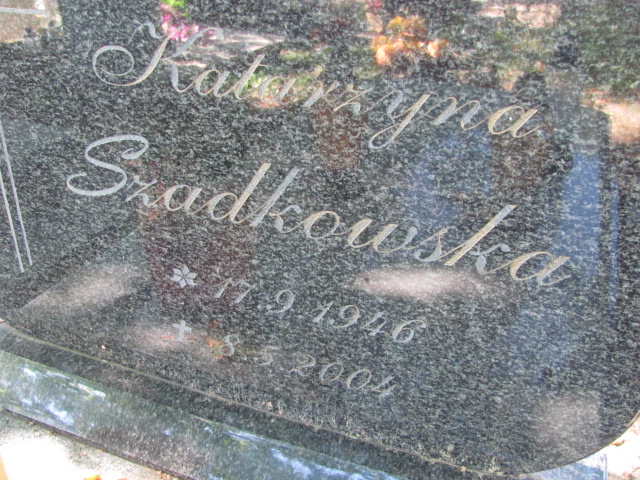 Katarzyna
Szadkowska
* 17.9 1946
+ 8.5.2004